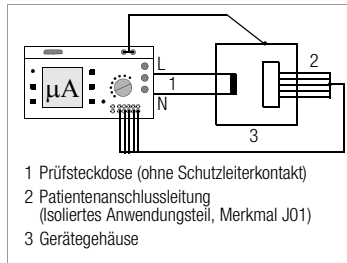 L
µA
1
N
2
3
1 Prüfsteckdose (ohne Schutzleiterkontakt)
2 Patientenanschlussleitung
(Isoliertes Anwendungsteil, Merkmal J01)
3 Gerätegehäuse